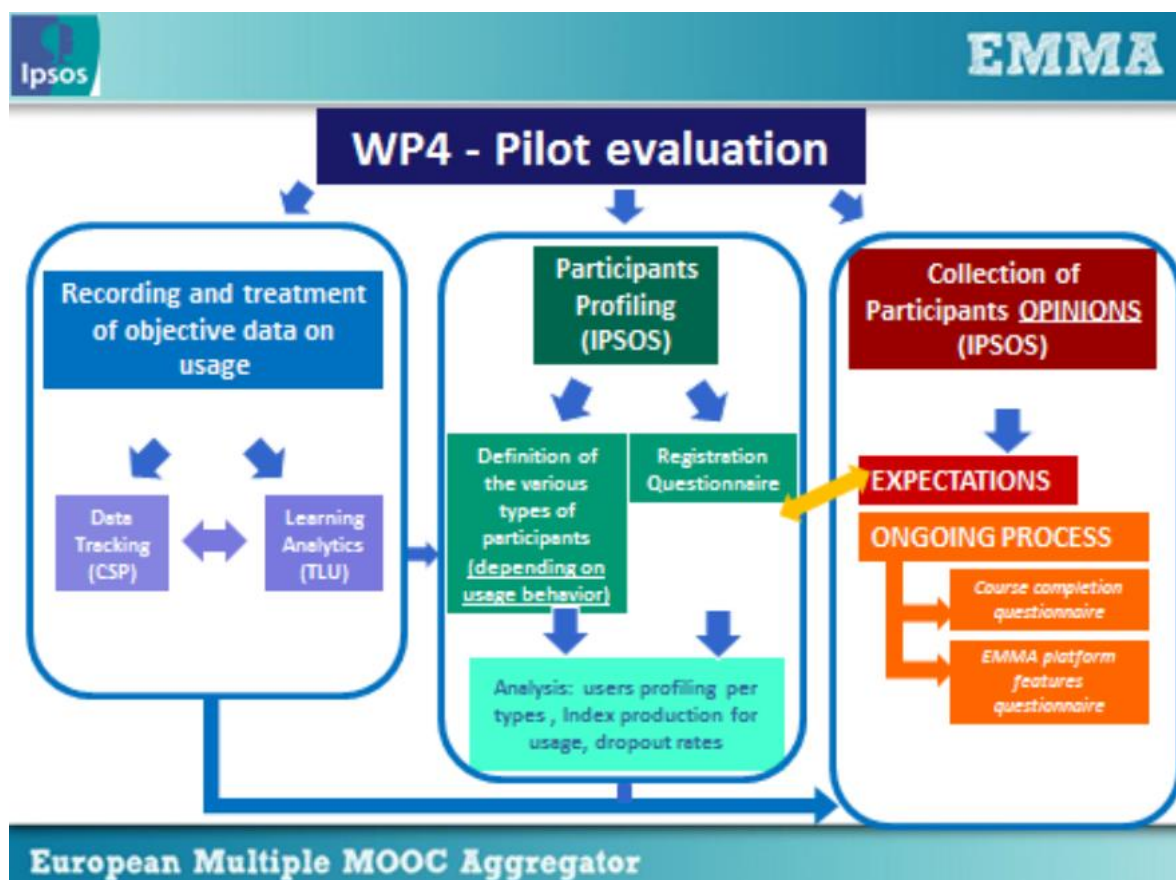 Ipsos
EMMA
WP4 - Pilot evaluation
Recording and treatment
of objective data on
usage
Data
Tracking
(CSP)
Learning
Analytics
(TLU)
Participants
Profiling
(IPSOS)
Definition of
the various
types of
participants
(depending on
usage behavior)
Registration
Questionnaire
Analysis: users profiling per
types , Index production for
usage, dropout rates
Collection of
Participants OPINIONS
(IPSOS)
EXPECTATIONS
ONGOING PROCESS
Course completion
questionnaire
EMMA platform
features
questionnaire
European Multiple MOOC Aggregator